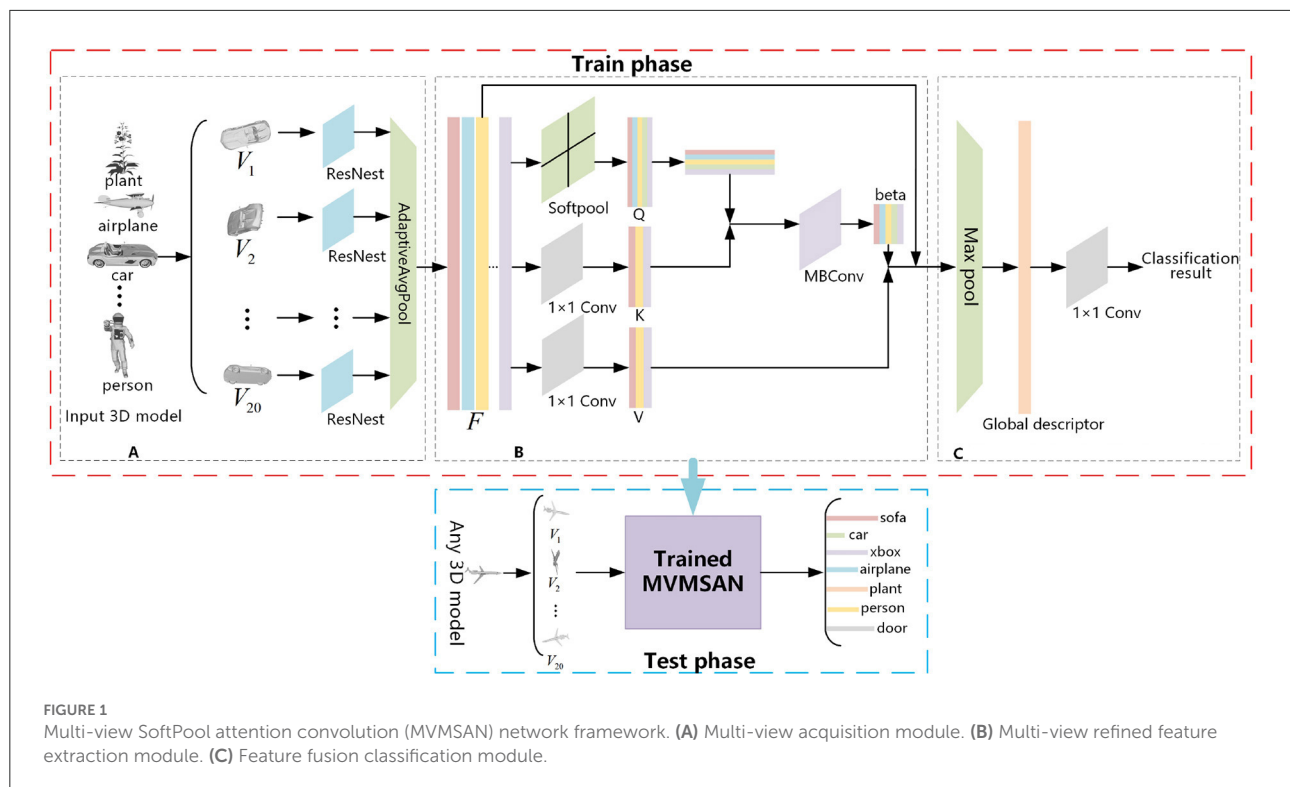 Train phase
plant
airplane
car
person
Input 3D model
A
V1
V2
V20
ResNest
ResNest
ResNest
AdaptiveAvgPool
F
...
Softpool
1×1 Conv
1×1 Conv
Q
K
V
MBConv
beta
B
Max pool
Global descriptor
1×1 Conv
Classification
result
C
Any 3D model
V1
V2
...
V20
Trained
MVMSAN
sofa
car
xbox
airplane
plant
person
door
Test phase
FIGURE 1
Multi-view SoftPool attention convolution (MVMSAN) network framework. (A) Multi-view acquisition module. (B) Multi-view refined feature
extraction module. (C) Feature fusion classification module.